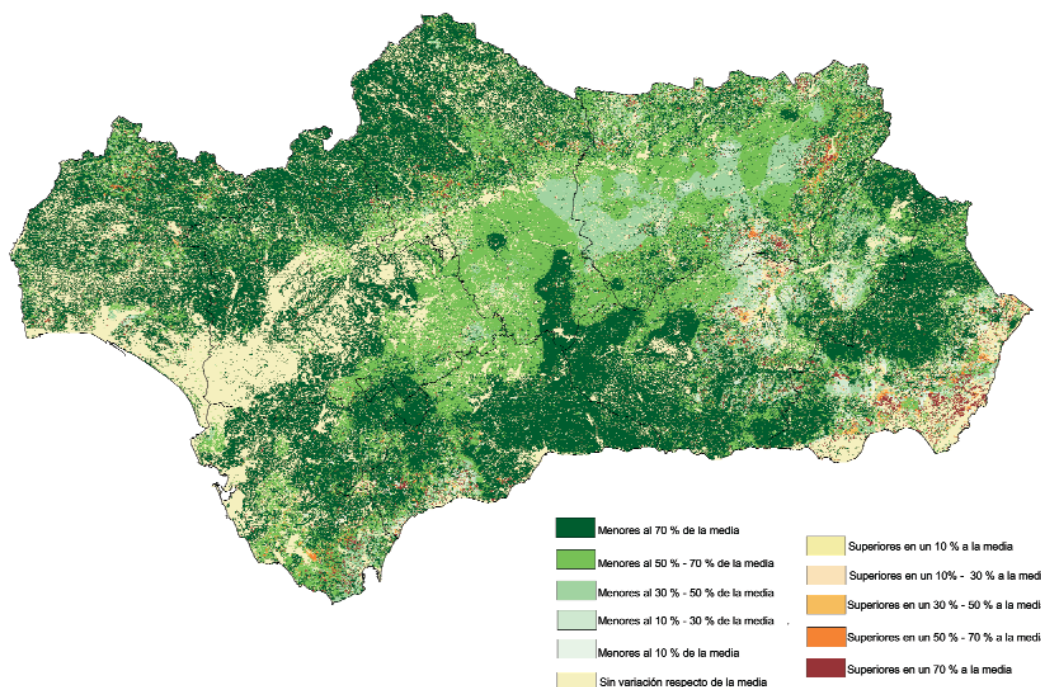 Menores al 70 % de la media
Menores al 50 % - 70 % de la media
Menores al 30 % - 50 % de la media
Menores al 10 % - 30 % de la media
Menores al 10 % de la media
Sin variación respecto de la media
Superiores en un 10 % a la media
Superiores en un 10% - 30 % a la medi
Superiores en un 30 % - 50 % a la medi
Superiores en un 50 % - 70 % a la medi
Superiores en un 70 % a la media